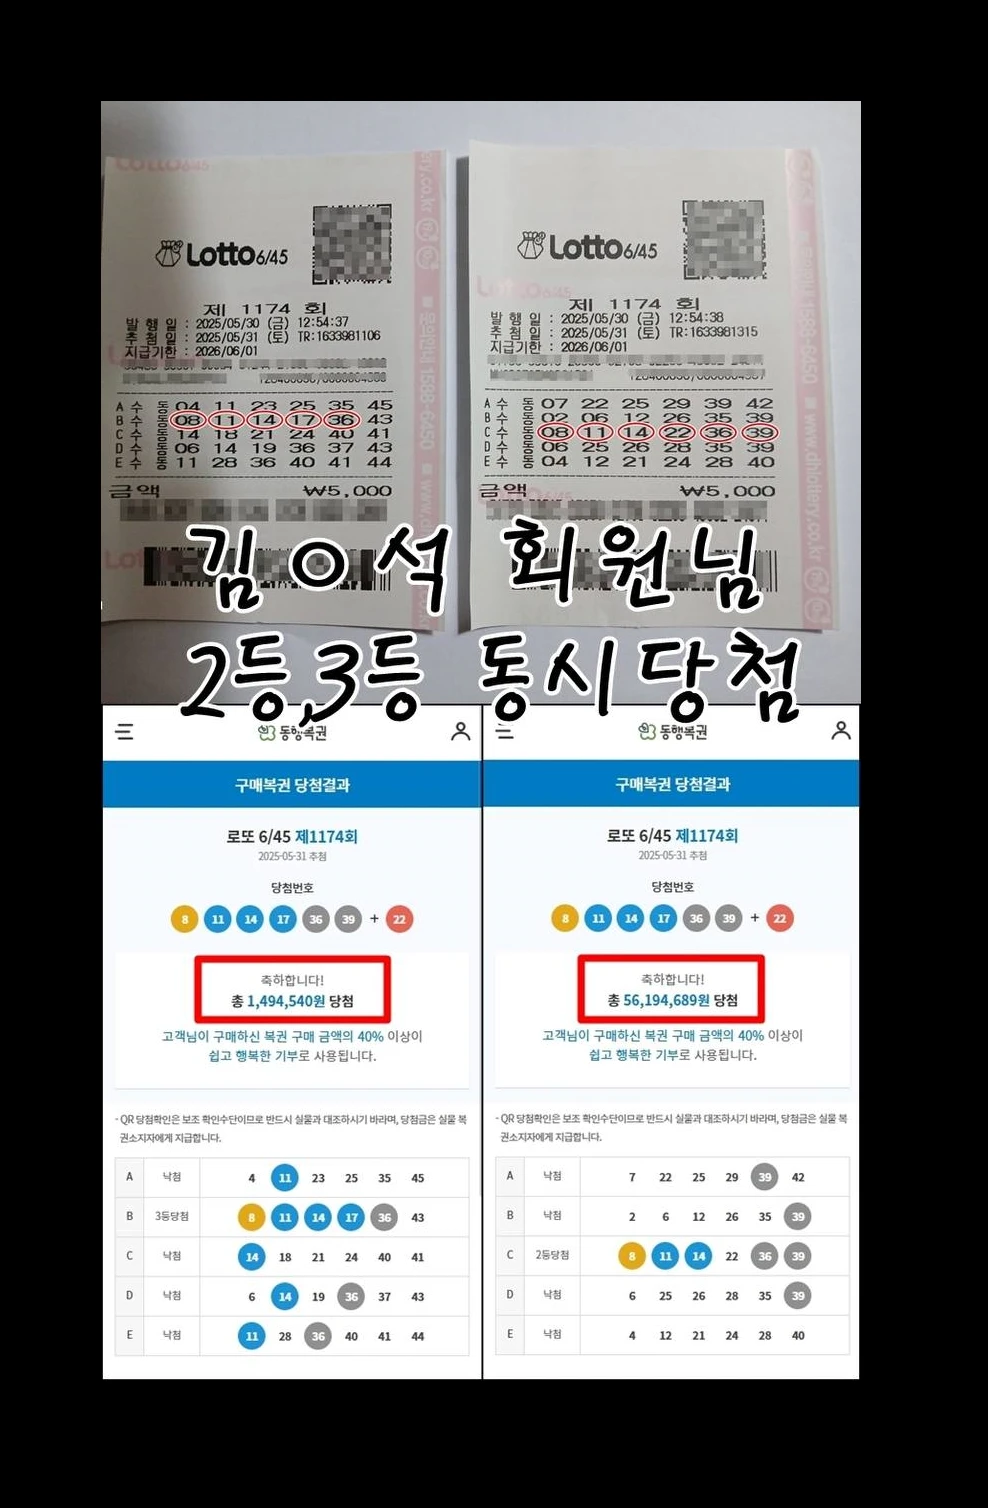 Lotto 6/45
제 1174 회
발 행 일 : 2025/05/30 (금) 12:54:37
추 첨 일 : 2025/05/31 (토) TR:1633981106
지급기한 : 2026/06/01
A 수 동 04 11 23 25 35 45
B 수 동 08 11 14 17 36 43
C 수 동 14 18 21 24 40 41
D 수 동 06 14 19 36 37 43
E 수 동 11 28 36 40 41 44
금액 ₩5,000
Lotto 6/45
제 1174 회
발 행 일 : 2025/05/30 (금) 12:54:38
추 첨 일 : 2025/05/31 (토) TR:1633981315
지급기한 : 2026/06/01
A 수 동 07 22 25 29 39 42
B 수 동 02 06 12 26 35 39
C 수 동 08 11 14 22 36 39
D 수 동 06 25 26 28 35 39
E 수 동 04 12 21 24 28 40
금액 ₩5,000
김ㅇ석 회원님
2등,3등 동시당첨
동행복권
구매복권 당첨결과
로또 6/45 제1174회
2025-05-31 추첨
당첨번호
8 11 14 17 36 39 + 22
축하합니다!
총 1,494,540원 당첨
고객님이 구매하신 복권 구매 금액의 40% 이상이
쉽고 행복한 기부로 사용됩니다.
- QR 당첨확인은 보조 확인수단이므로 반드시 실물과 대조하시기 바라며, 당첨금은 실물 복
권소지자에게 지급합니다.
A 낙첨 4 11 23 25 35 45
B 3등당첨 8 11 14 17 36 43
C 낙첨 14 18 21 24 40 41
D 낙첨 6 14 19 36 37 43
E 낙첨 11 28 36 40 41 44
동행복권
구매복권 당첨결과
로또 6/45 제1174회
2025-05-31 추첨
당첨번호
8 11 14 17 36 39 + 22
축하합니다!
총 56,194,689원 당첨
고객님이 구매하신 복권 구매 금액의 40% 이상이
쉽고 행복한 기부로 사용됩니다.
- QR 당첨확인은 보조 확인수단이므로 반드시 실물과 대조하시기 바라며, 당첨금은 실물 복
권소지자에게 지급합니다.
A 낙첨 7 22 25 29 39 42
B 낙첨 2 6 12 26 35 39
C 2등당첨 8 11 14 22 36 39
D 낙첨 6 25 26 28 35 39
E 낙첨 4 12 21 24 28 40